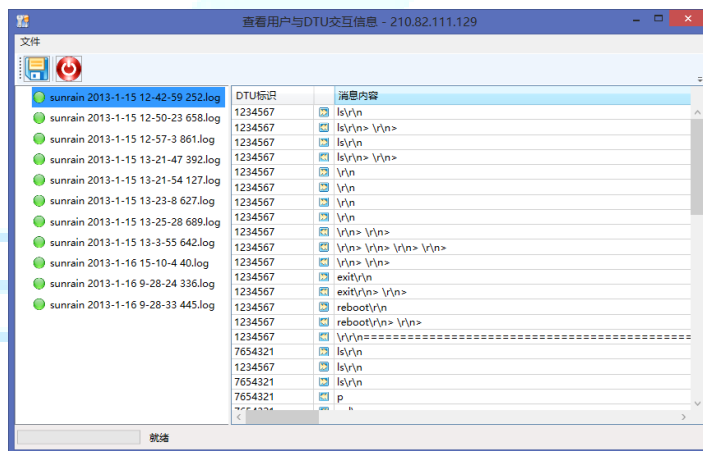 查看用户与DTU交互信息 - 210.82.111.129
文件
sunrain 2013-1-15 12-42-59 252.log
sunrain 2013-1-15 12-50-23 658.log
sunrain 2013-1-15 12-57-3 861.log
sunrain 2013-1-15 13-21-47 392.log
sunrain 2013-1-15 13-21-54 127.log
sunrain 2013-1-15 13-23-8 627.log
sunrain 2013-1-15 13-25-28 689.log
sunrain 2013-1-15 13-3-55 642.log
sunrain 2013-1-16 15-10-4 40.log
sunrain 2013-1-16 9-28-24 336.log
sunrain 2013-1-16 9-28-33 445.log
DTU标识 消息内容
1234567 ls\r\n
1234567 ls\r\n> \r\n>
1234567 ls\r\n
1234567 ls\r\n> \r\n>
1234567 \r\n
1234567 \r\n
1234567 \r\n
1234567 \r\n
1234567 \r\n> \r\n>
1234567 \r\n> \r\n> \r\n> \r\n>
1234567 \r\n> \r\n>
1234567 exit\r\n
1234567 exit\r\n> \r\n>
1234567 reboot\r\n
1234567 reboot\r\n> \r\n>
1234567 \r\r\n============================================
7654321 ls\r\n
1234567 ls\r\n
7654321 ls\r\n
7654321 p
7654321
就绪